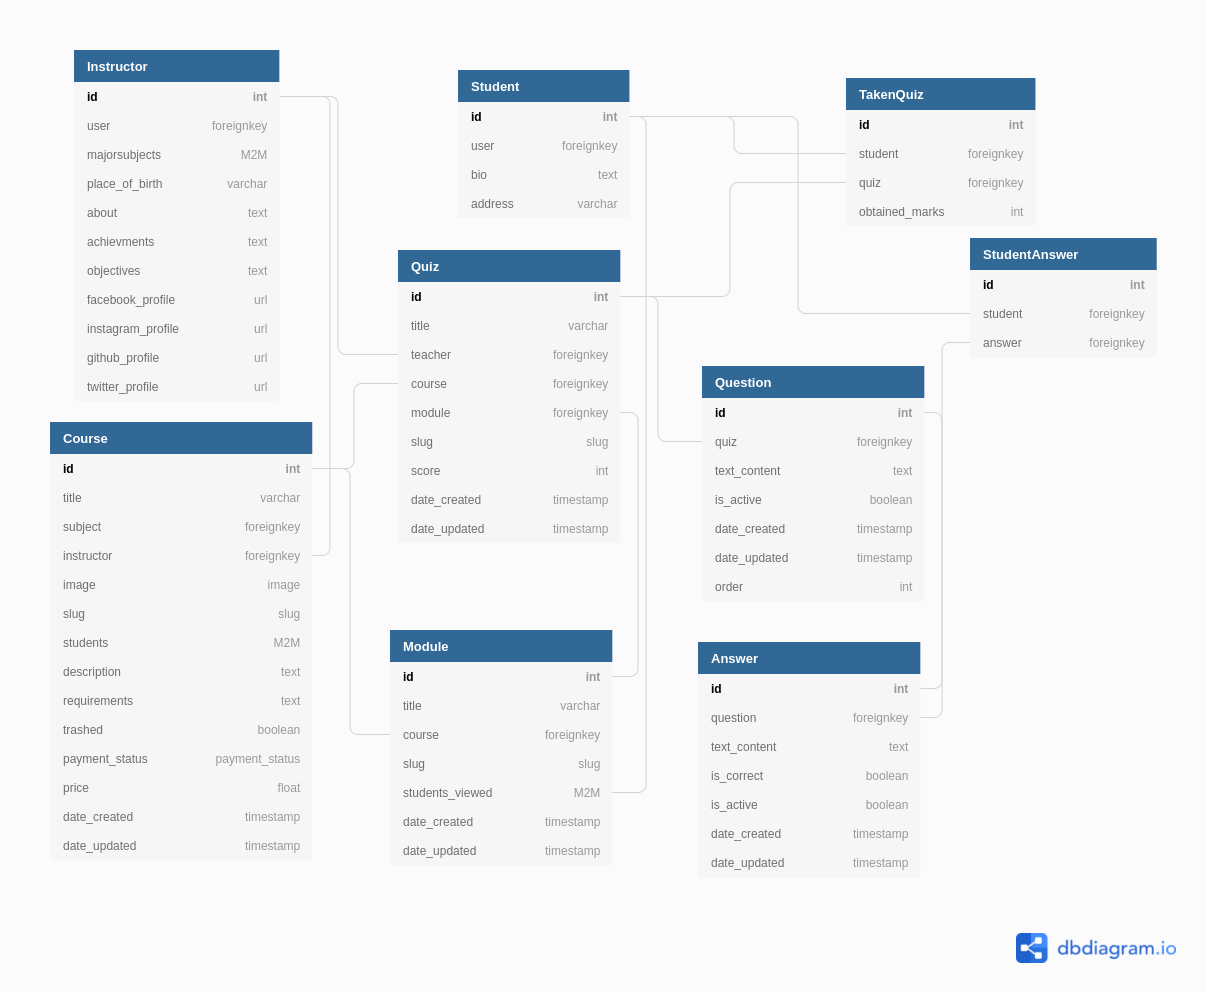 Instructor
id int
user foreignkey
majorsubjects M2M
place_of_birth varchar
about text
achievments text
objectives text
facebook_profile url
instagram_profile url
github_profile url
twitter_profile url
Student
id int
user foreignkey
bio text
address varchar
TakenQuiz
id int
student foreignkey
quiz foreignkey
obtained_marks int
StudentAnswer
id int
student foreignkey
answer foreignkey
Quiz
id int
title varchar
teacher foreignkey
course foreignkey
module foreignkey
slug slug
score int
date_created timestamp
date_updated timestamp
Question
id int
quiz foreignkey
text_content text
is_active boolean
date_created timestamp
date_updated timestamp
order int
Course
id int
title varchar
subject foreignkey
instructor foreignkey
image image
slug slug
students M2M
description text
requirements text
trashed boolean
payment_status payment_status
price float
date_created timestamp
date_updated timestamp
Module
id int
title varchar
course foreignkey
slug slug
students_viewed M2M
date_created timestamp
date_updated timestamp
Answer
id int
question foreignkey
text_content text
is_correct boolean
is_active boolean
date_created timestamp
date_updated timestamp
dbdiagram.io